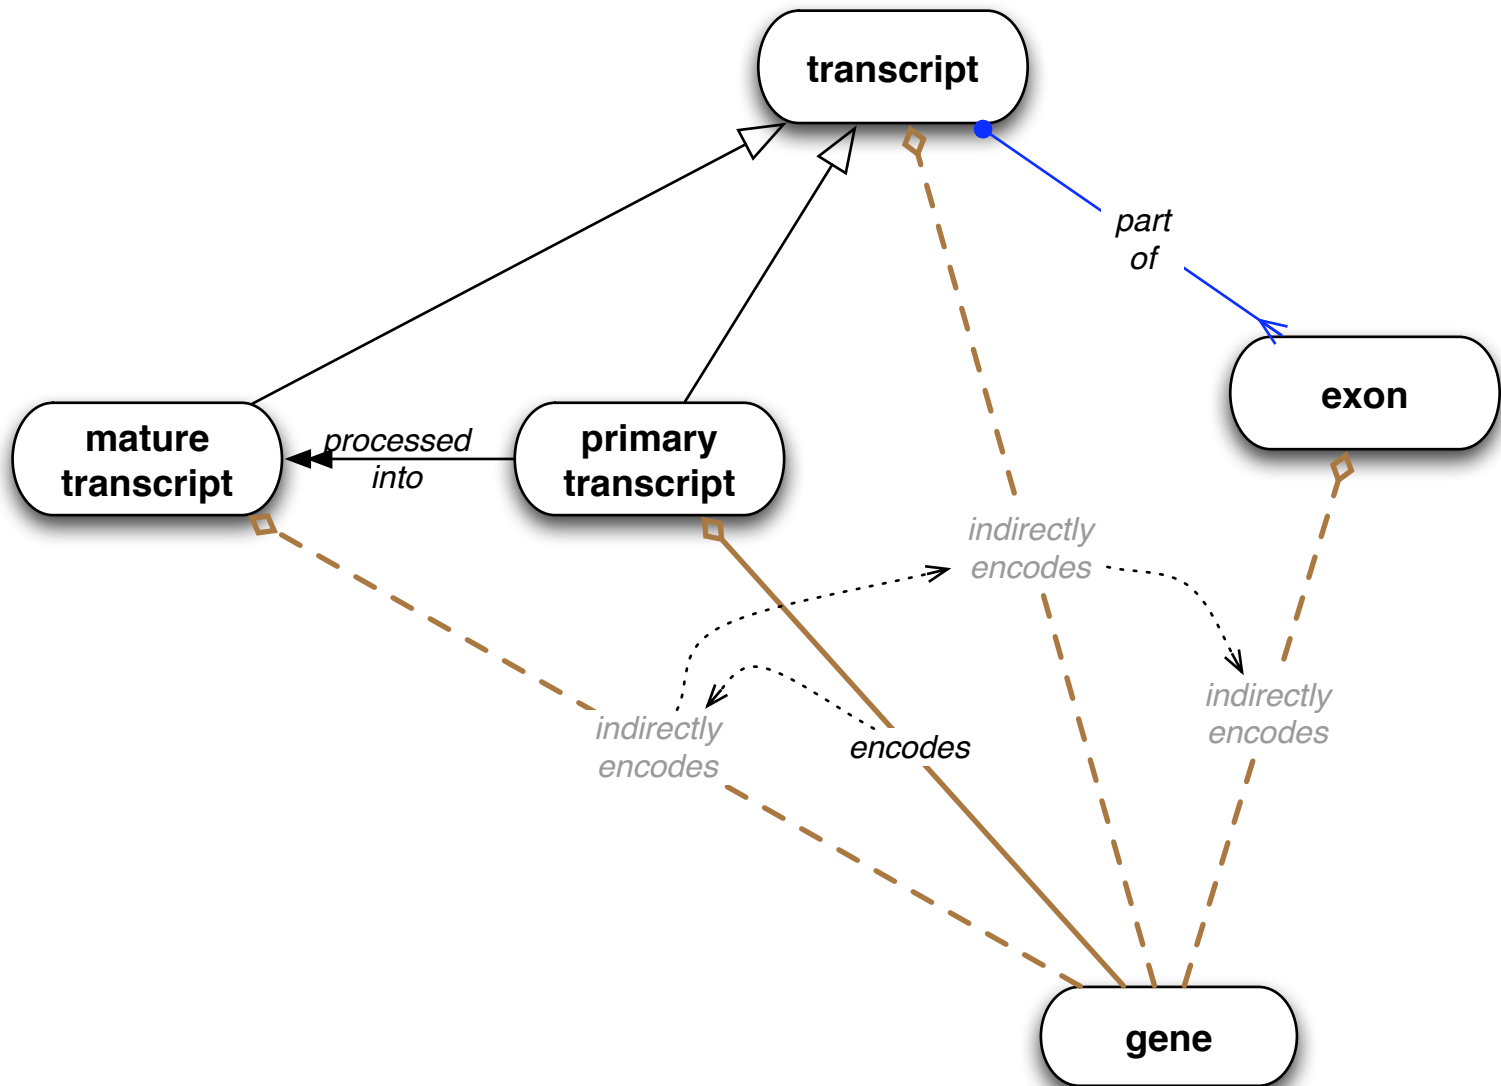 transcript
part
of
exon
mature
transcript
processed
into
primary
transcript
indirectly
encodes
indirectly
encodes
indirectly
encodes
encodes
gene